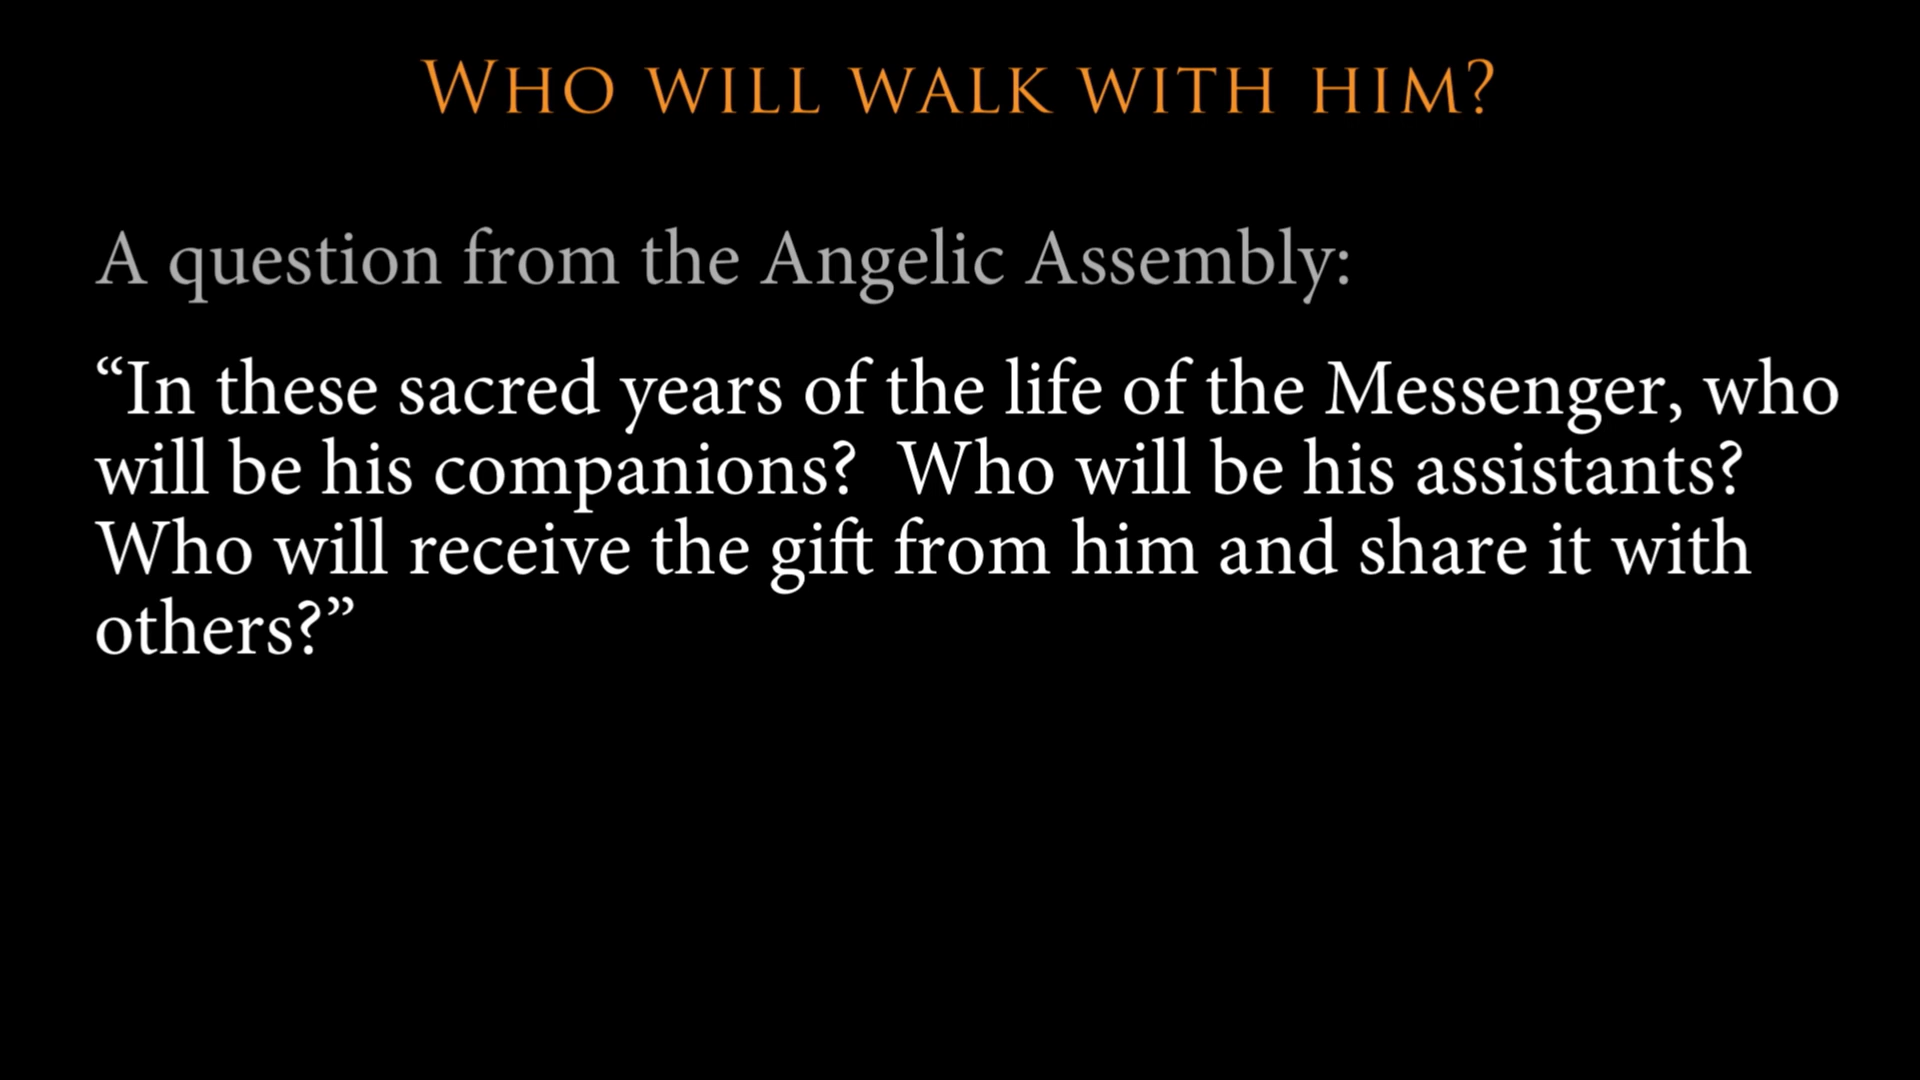 Who will walk with him?
A question from the Angelic Assembly:
“In these sacred years of the life of the Messenger, who
will be his companions?  Who will be his assistants?
Who will receive the gift from him and share it with
others?”